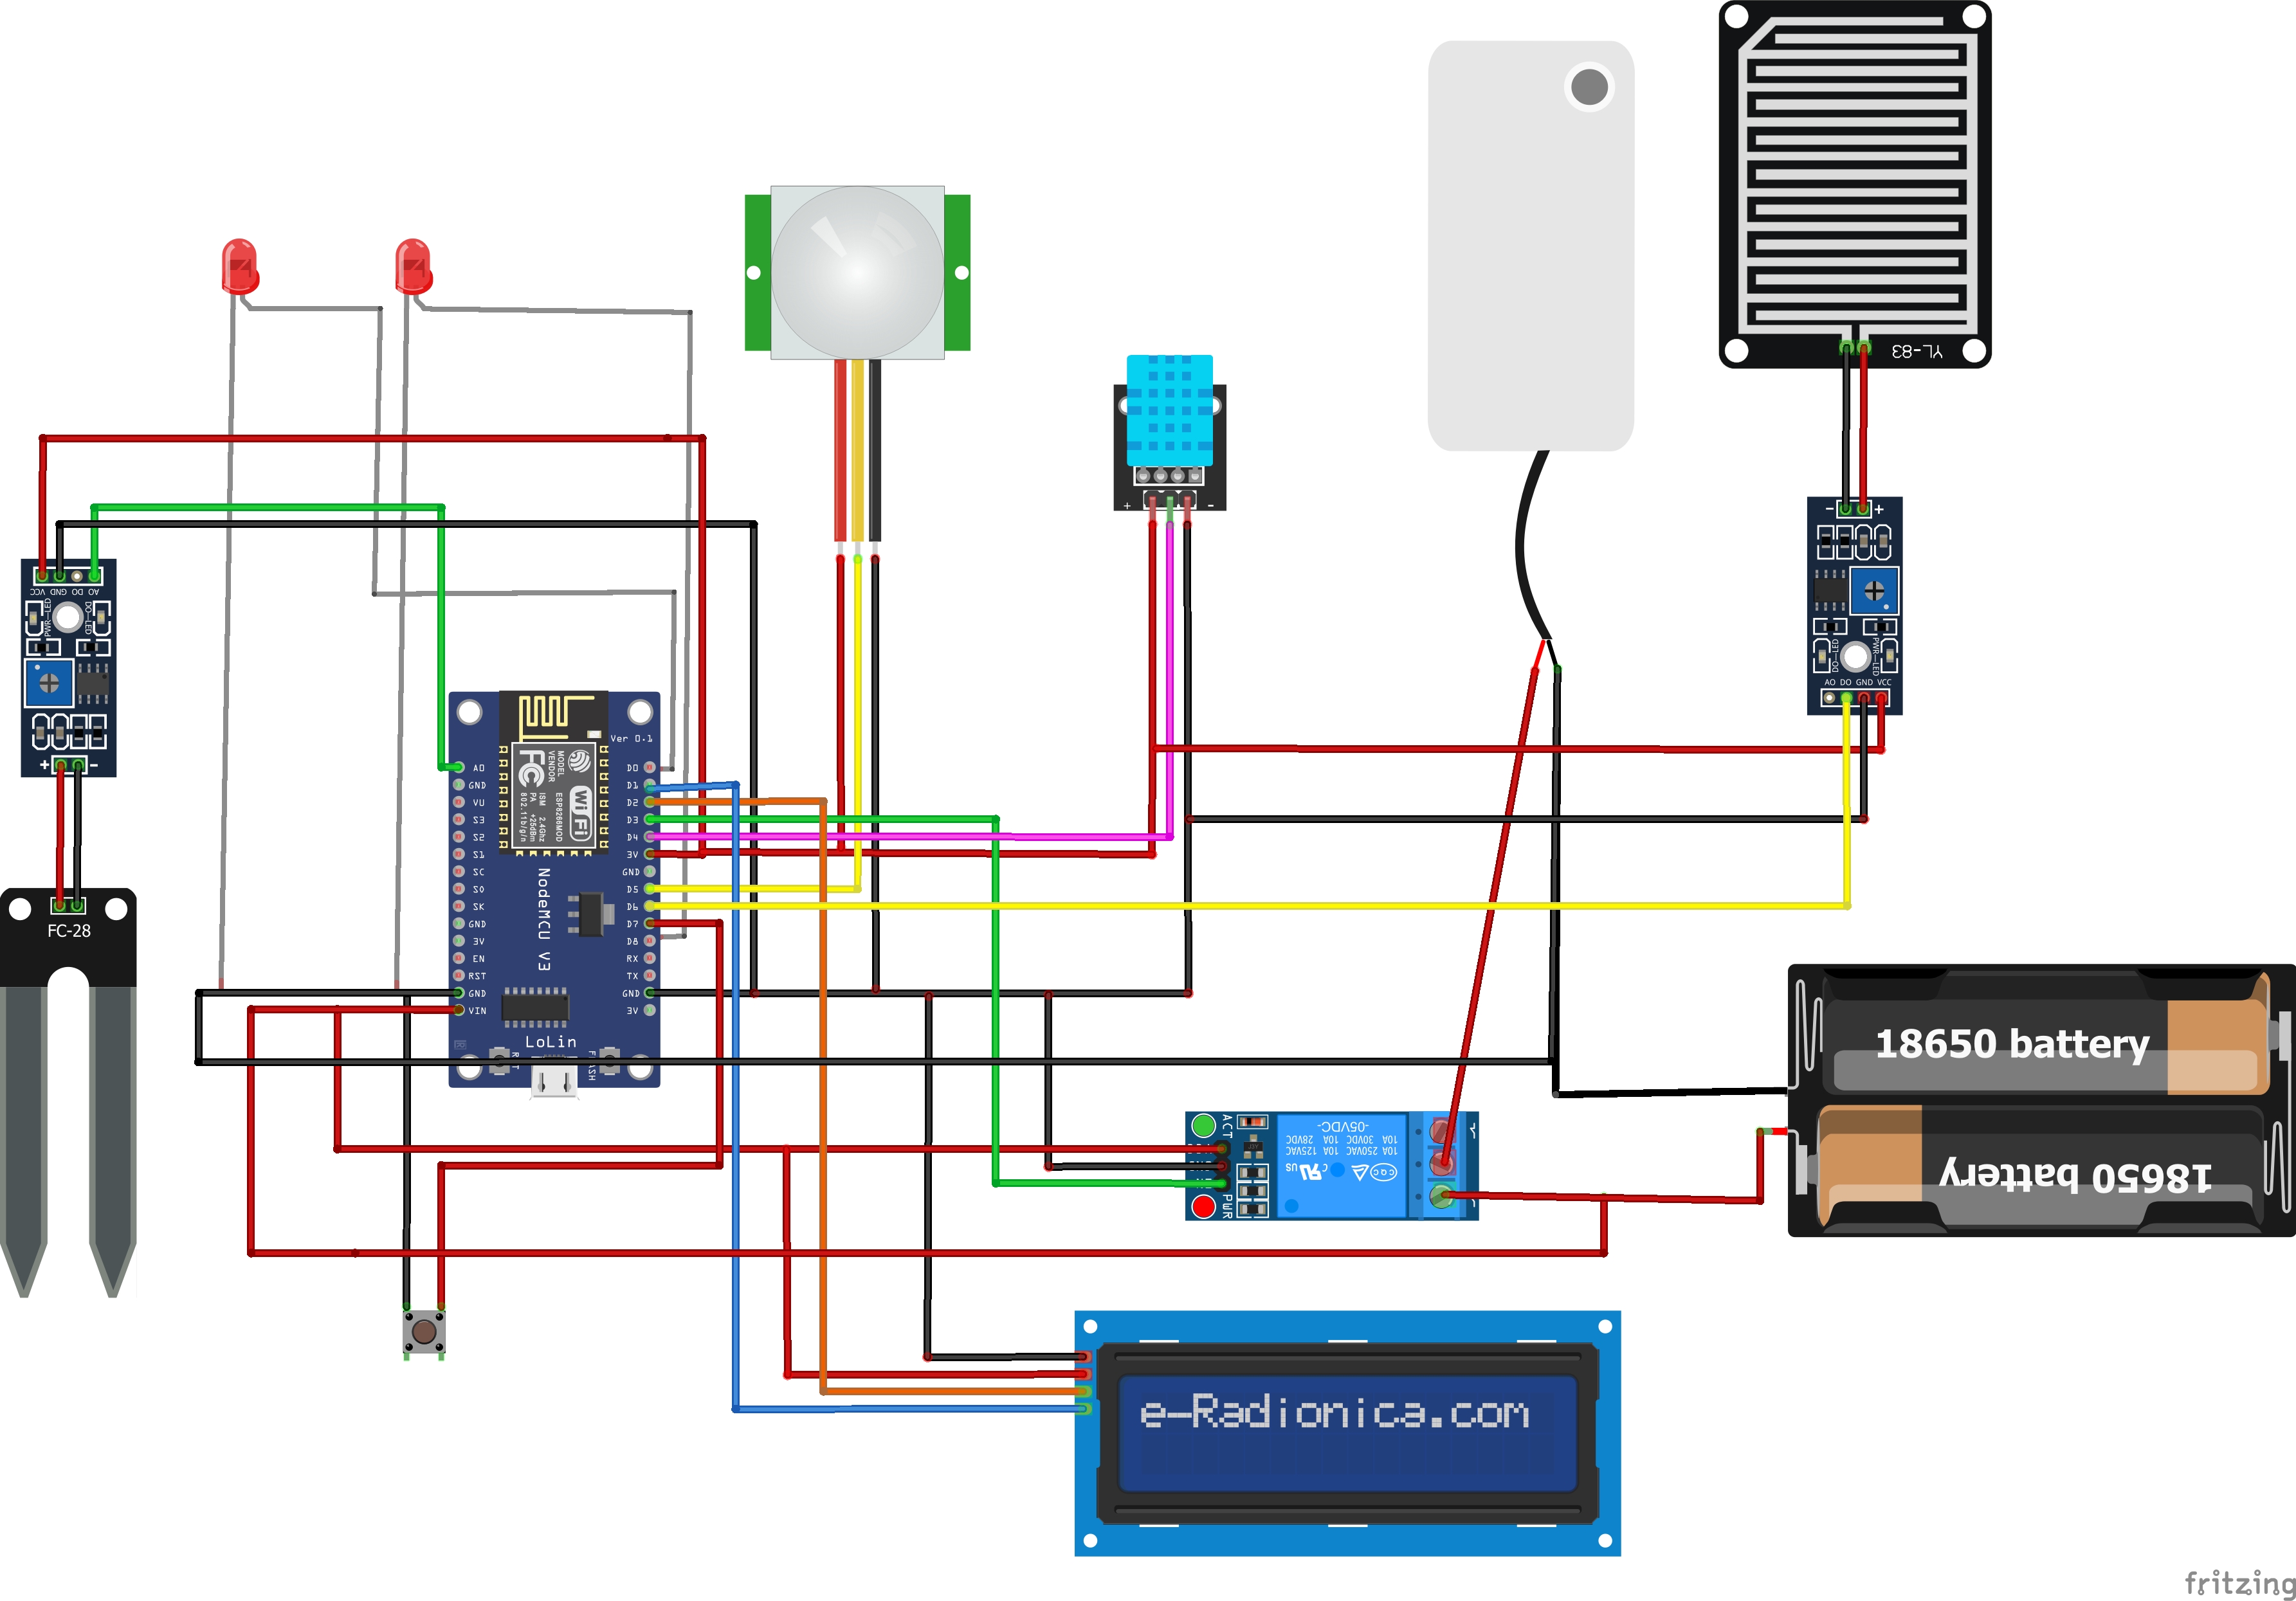 YL-83
+
-
-
+
VCC
GND
DO
AO
PWR-LED
DO-LED
DO-LED
PWR-LED
AO DO GND VCC
+
-
FC-28
Ver 0.1
MODEL
VENDOR
ESP8266MOD
ISM 2.4GHz
PA +25dBm
802.11b/g/n
FC
WiFi
A0
GND
VU
S3
S2
S1
SC
S0
SK
GND
3V
EN
RST
GND
VIN
D0
D1
D2
D3
D4
3V
GND
D5
D6
D7
D8
RX
TX
GND
3V
NodeMCU V3
LoLin
FLASH
18650 battery
18650 battery
ACT
PWR
-05VDC-
10A 30VDC 10A 28VDC
10A 250VAC 10A 125VAC
c US
CQC
e-Radionica.com
fritzing